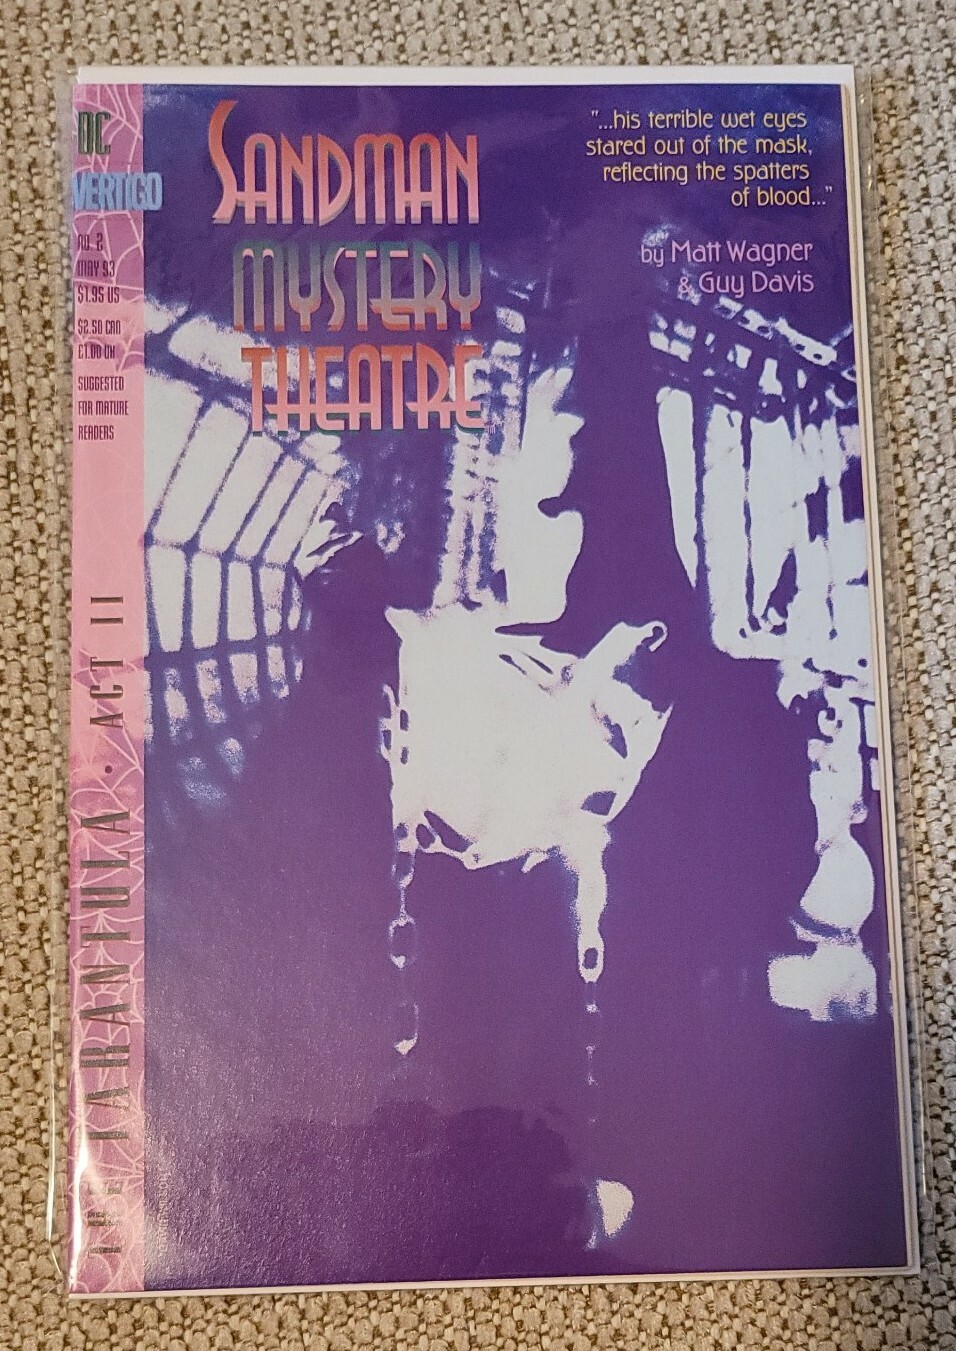 DC
VERTIGO
NO. 2
MAY 93
$1.95 US
$2.50 CAN
£1.00 UK
SUGGESTED
FOR MATURE
READERS
THE TARANTULA • ACT II
SANDMAN
MYSTERY
THEATRE
"...his terrible wet eyes
stared out of the mask,
reflecting the spatters
of blood..."
by Matt Wagner
& Guy Davis